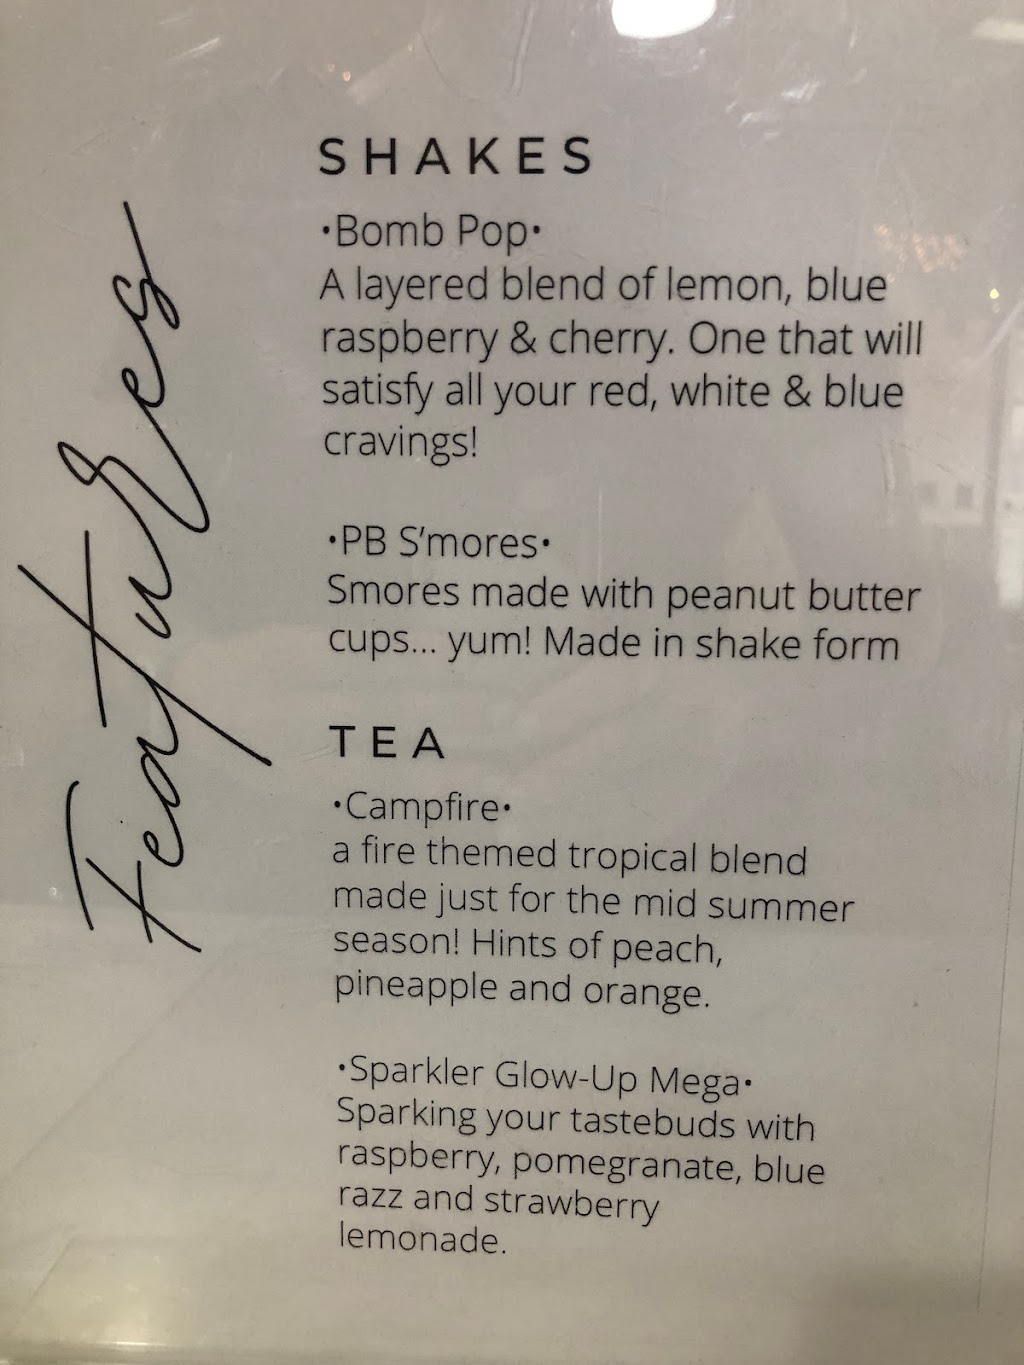 Features
SHAKES
•Bomb Pop•
A layered blend of lemon, blue
raspberry & cherry. One that will
satisfy all your red, white & blue
cravings!
•PB S’mores•
Smores made with peanut butter
cups... yum! Made in shake form
TEA
•Campfire•
a fire themed tropical blend
made just for the mid summer
season! Hints of peach,
pineapple and orange.
•Sparkler Glow-Up Mega•
Sparking your tastebuds with
raspberry, pomegranate, blue
razz and strawberry
lemonade.